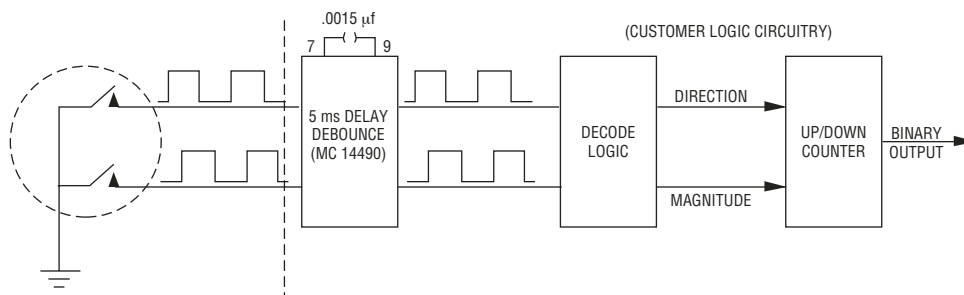 .0015 µf
7 9
(CUSTOMER LOGIC CIRCUITRY)
5 ms DELAY
DEBOUNCE
(MC 14490)
DECODE
LOGIC
DIRECTION
MAGNITUDE
UP/DOWN
COUNTER
BINARY
OUTPUT